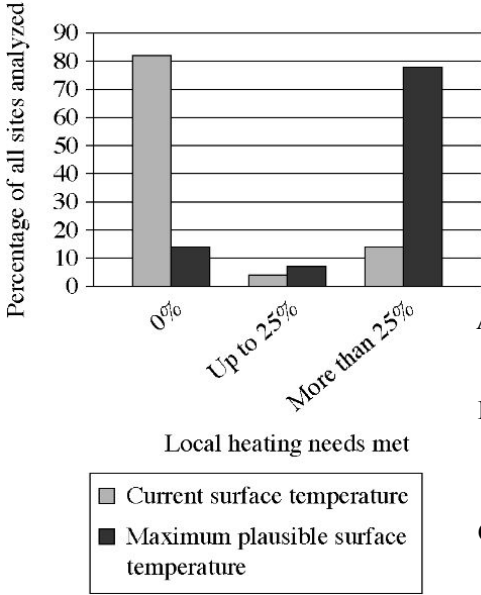 Percentage of all sites analyzed
90
80
70
60
50
40
30
20
10
0
0%
Up to 25%
More than 25%
Local heating needs met
Current surface temperature
Maximum plausible surface
temperature